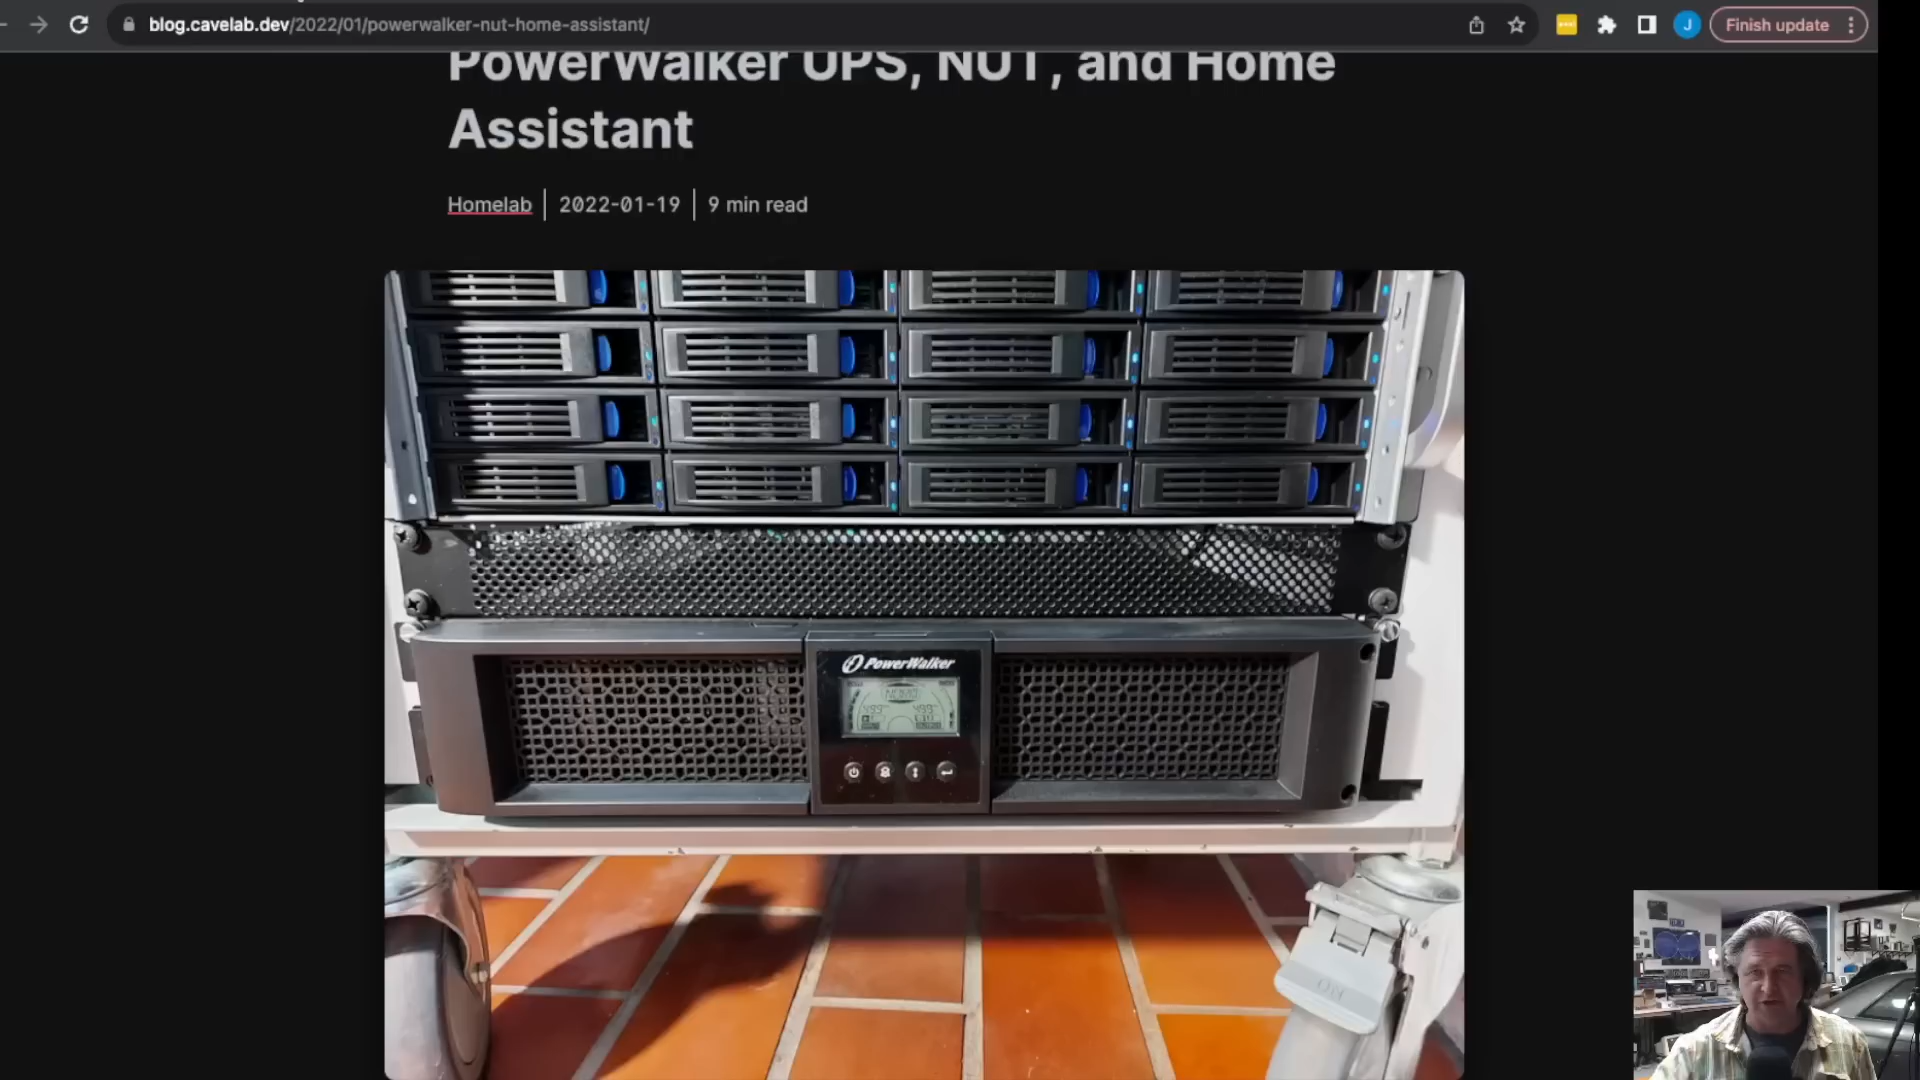 blog.cavelab.dev/2022/01/powerwalker-nut-home-assistant/
J
Finish update
PowerWalker UPS, NUT, and Home
Assistant
Homelab
2022-01-19
9 min read
PowerWalker
ON